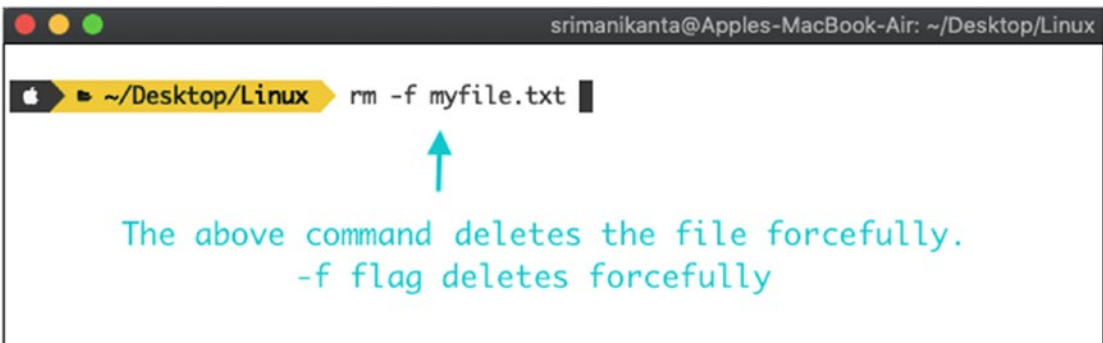 srimanikanta@Apples-MacBook-Air: ~/Desktop/Linux
~/Desktop/Linux rm -f myfile.txt
The above command deletes the file forcefully.
-f flag deletes forcefully